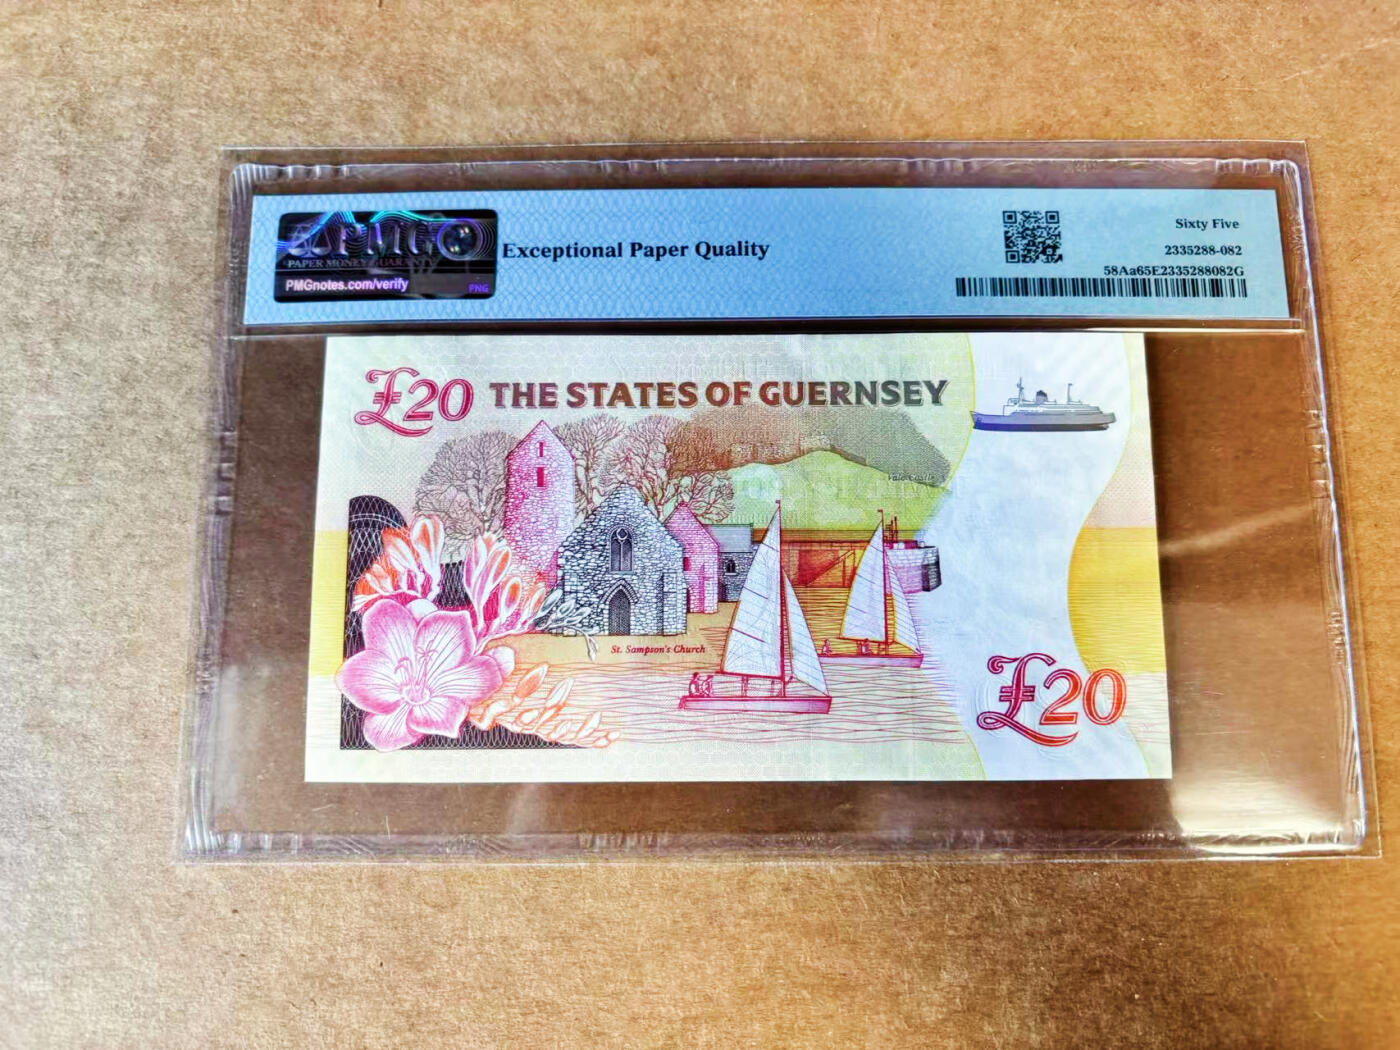 PMG
PAPER MONEY GUARANTY
PMGnotes.com/verify
PNG
Exceptional Paper Quality
Sixty Five
2335288-082
58Aa65E2335288082G
£20 THE STATES OF GUERNSEY
Vale Castle
St. Sampson's Church
£20